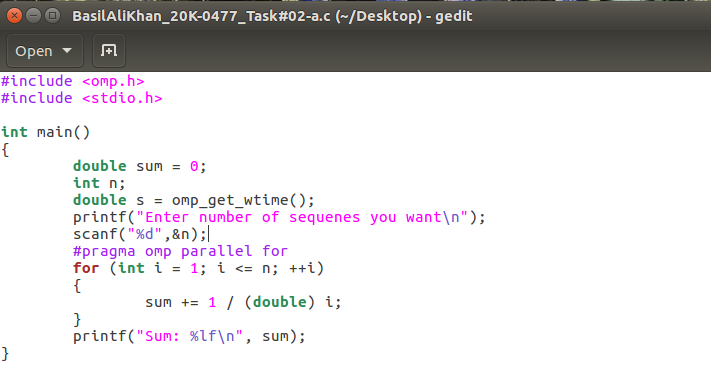 BasilAliKhan_20K-0477_Task#02-a.c (~/Desktop) - gedit
Open
#include <omp.h>
#include <stdio.h>
int main()
{
        double sum = 0;
        int n;
        double s = omp_get_wtime();
        printf("Enter number of sequenes you want\n");
        scanf("%d",&n);
        #pragma omp parallel for
        for (int i = 1; i <= n; ++i)
        {
                sum += 1 / (double) i;
        }
        printf("Sum: %lf\n", sum);
}